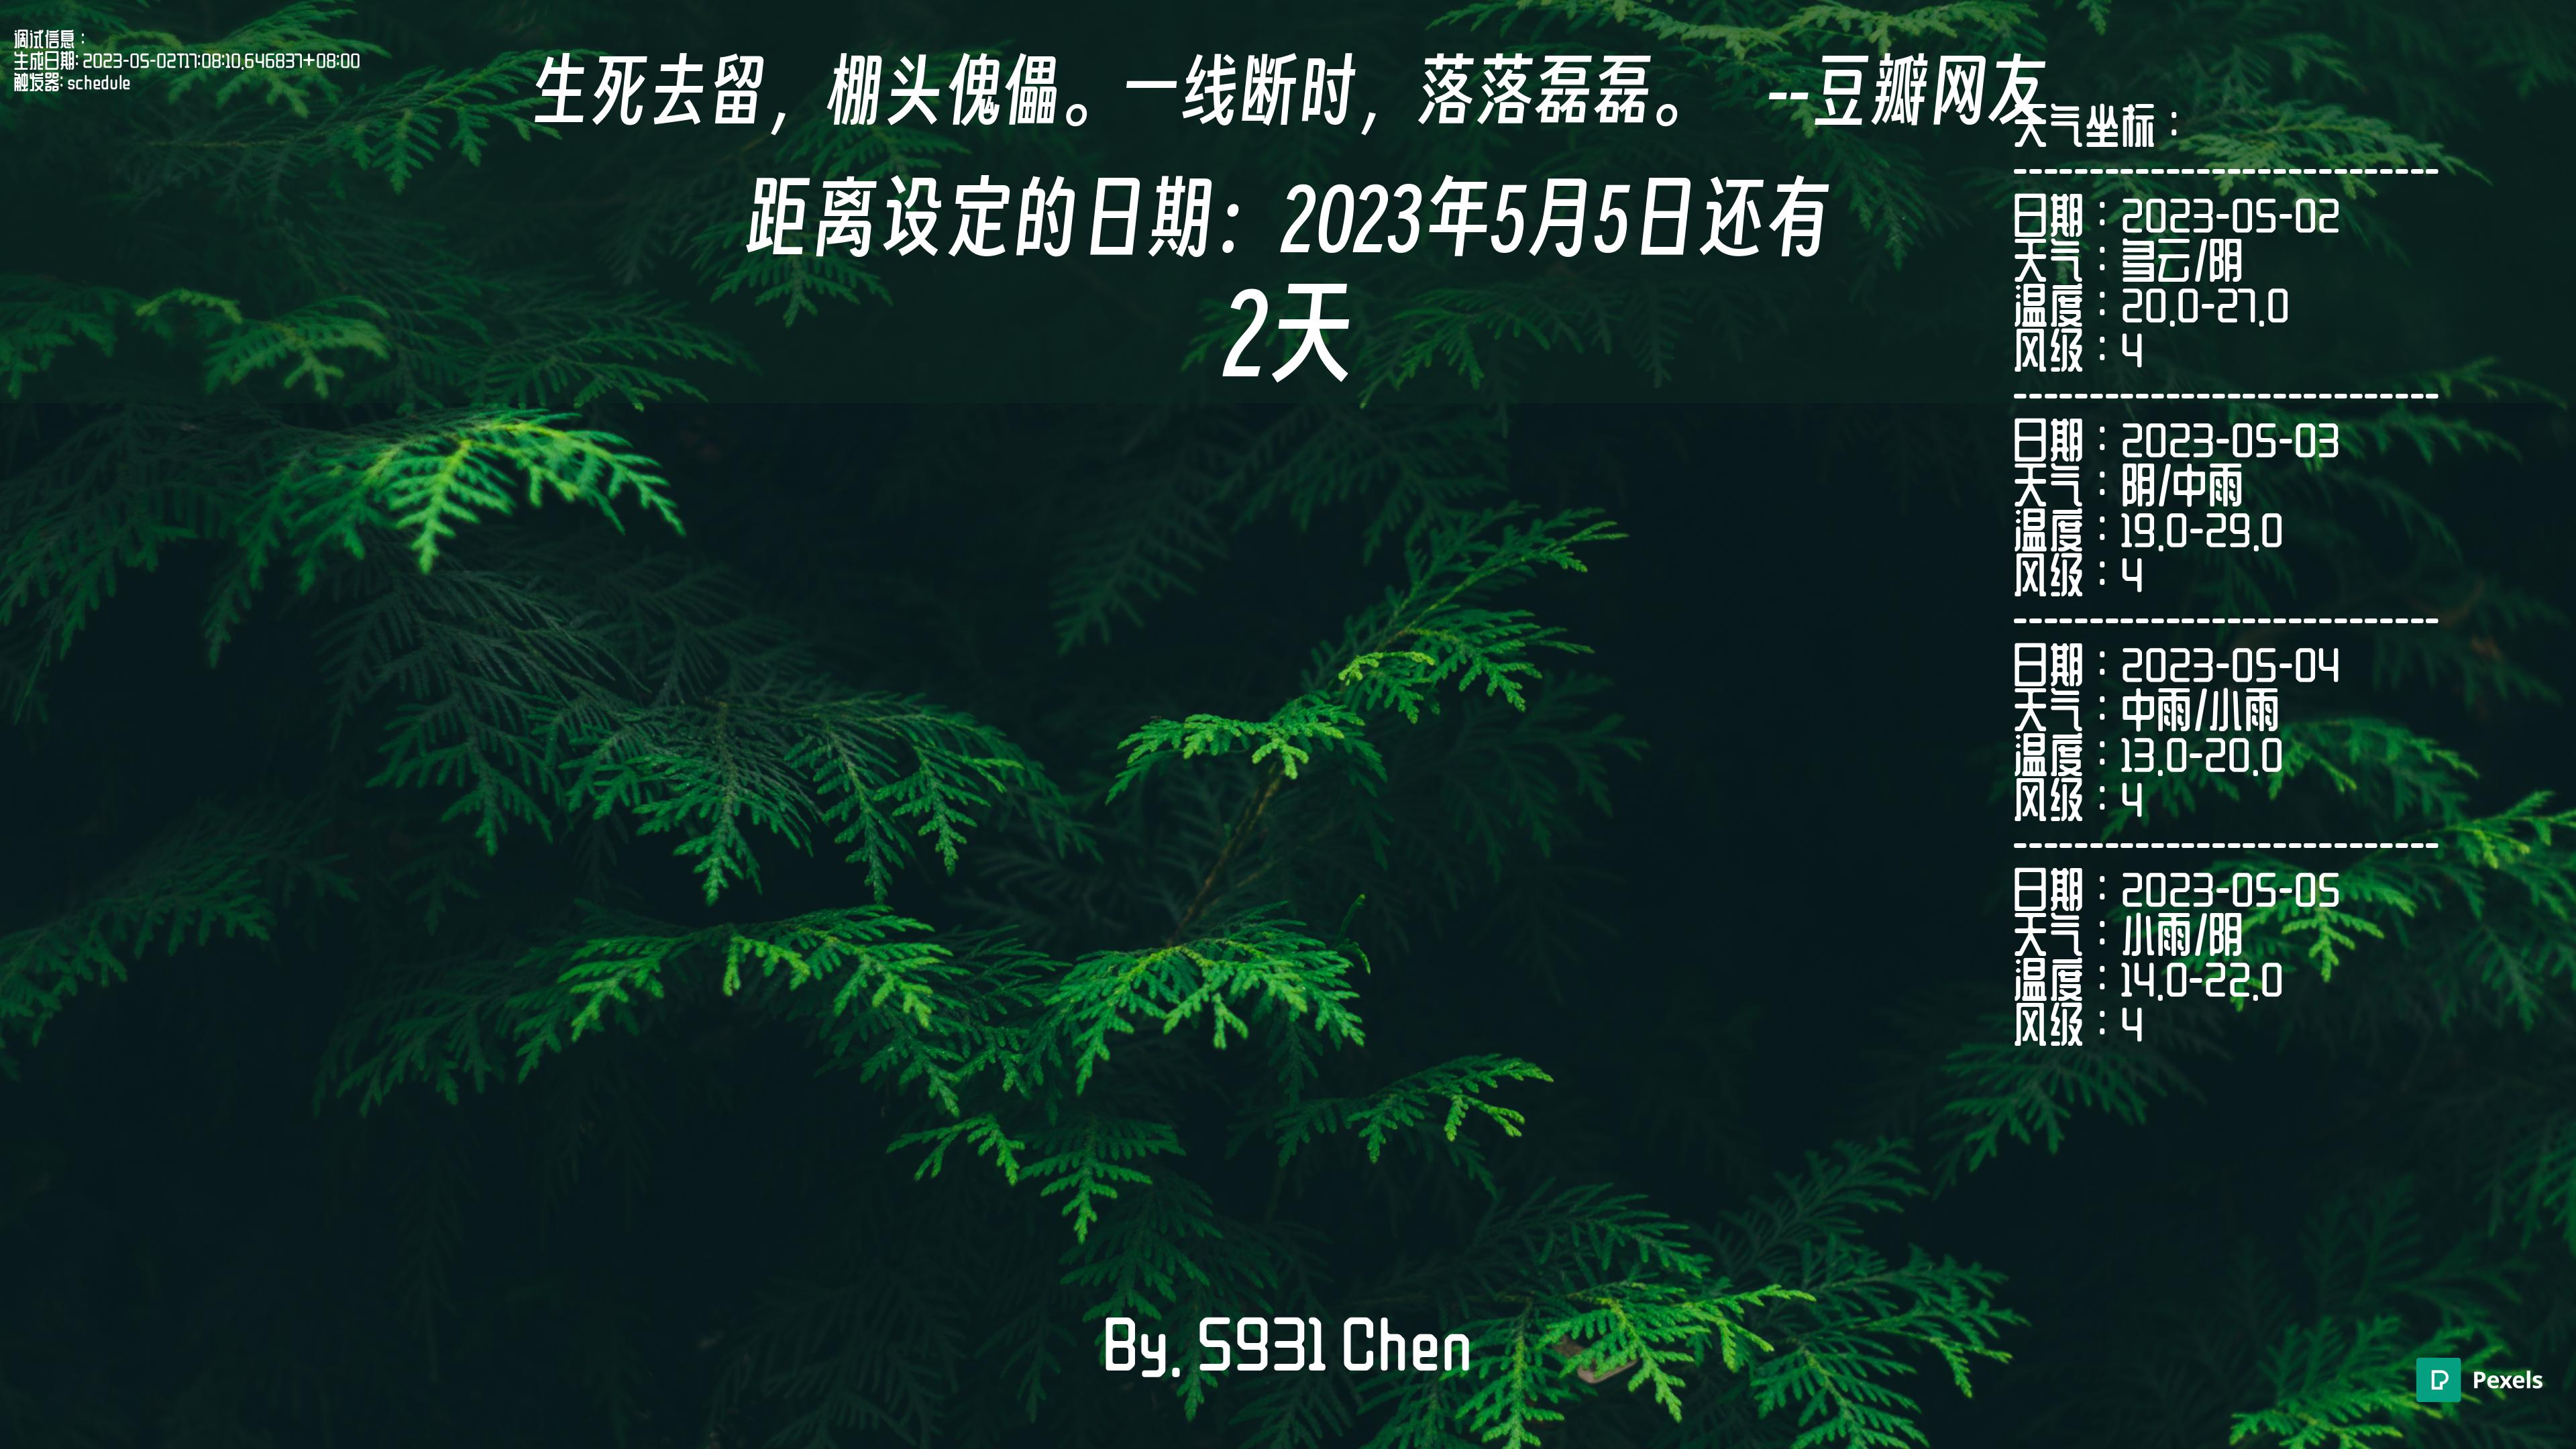 调试信息：
生成日期: 2023-05-02T17:08:10.646837+08:00
触发器: schedule
生死去留，棚头傀儡。一线断时，落落磊磊。 --豆瓣网友
距离设定的日期：2023年5月5日还有
2天
天气坐标：
----------------------------
日期：2023-05-02
天气：多云/阴
温度：20.0-27.0
风级：4
----------------------------
日期：2023-05-03
天气：阴/中雨
温度：19.0-29.0
风级：4
----------------------------
日期：2023-05-04
天气：中雨/小雨
温度：13.0-20.0
风级：4
----------------------------
日期：2023-05-05
天气：小雨/阴
温度：14.0-22.0
风级：4
By. S931 Chen
Pexels